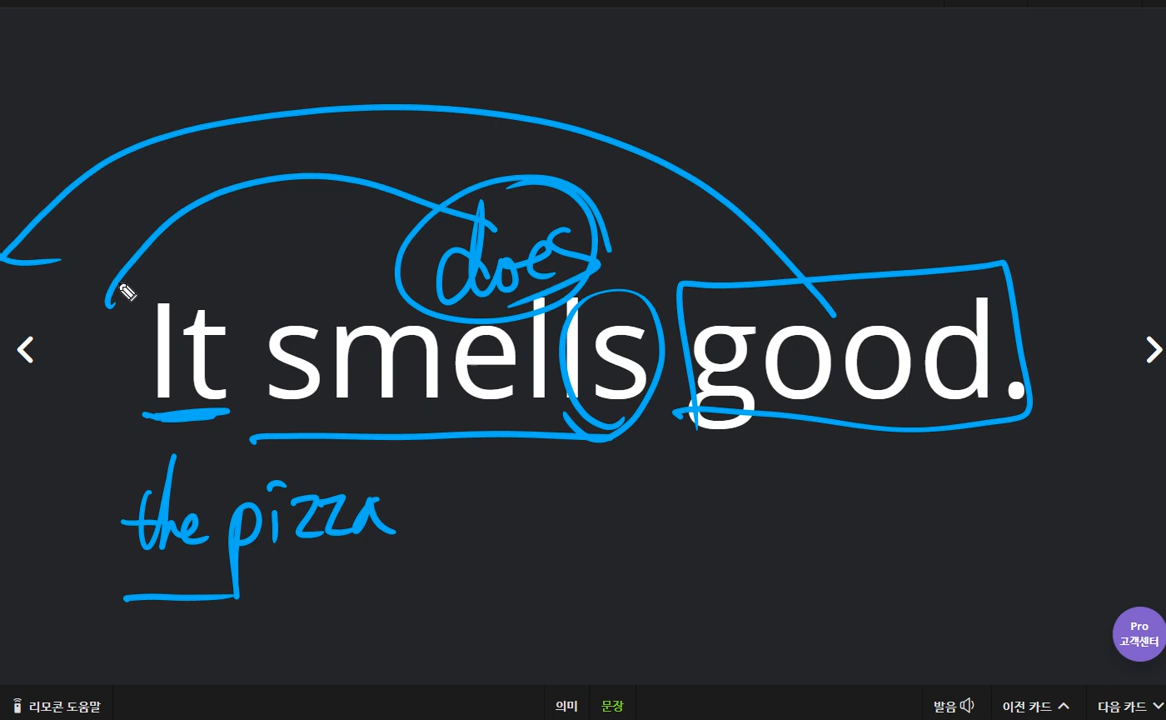 does
It smells good.
the pizza
Pro
고객센터
리모콘 도움말 의미 문장 발음 이전 카드 다음 카드